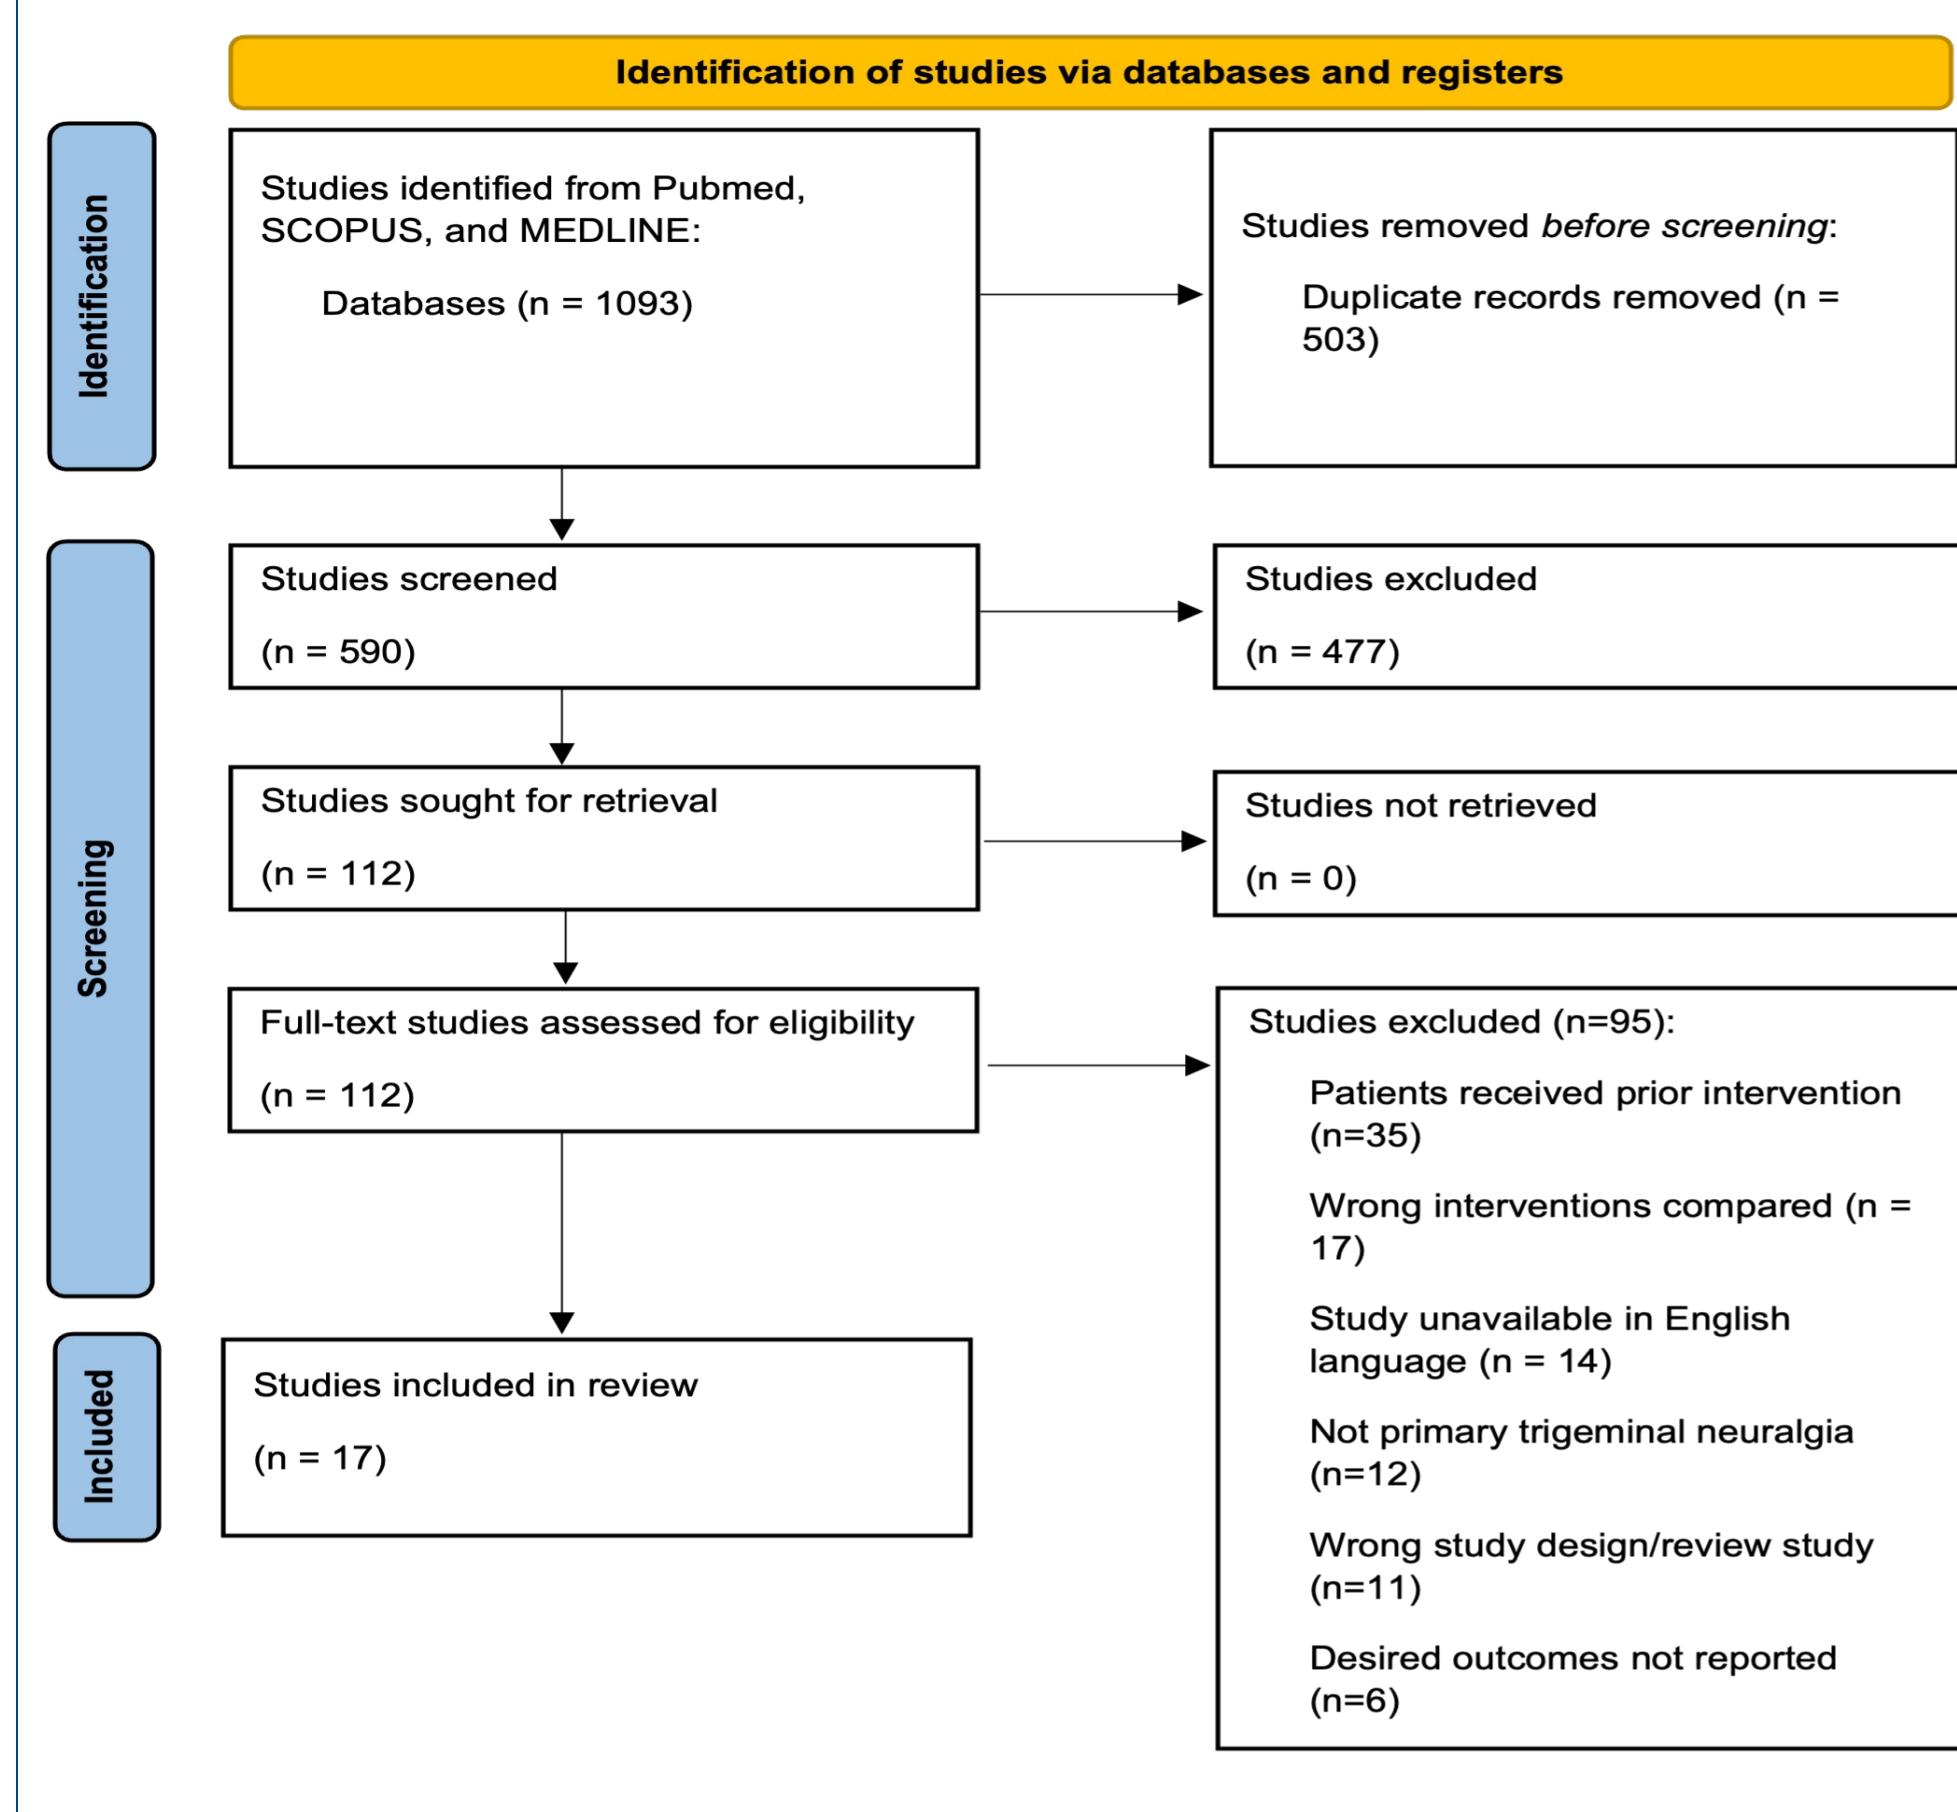 Identification of studies via databases and registers
Identification
Studies identified from Pubmed,
SCOPUS, and MEDLINE:
Databases (n = 1093)
Studies removed before screening:
Duplicate records removed (n =
503)
Screening
Studies screened
(n = 590)
Studies excluded
(n = 477)
Studies sought for retrieval
(n = 112)
Studies not retrieved
(n = 0)
Full-text studies assessed for eligibility
(n = 112)
Studies excluded (n=95):
Patients received prior intervention
(n=35)
Wrong interventions compared (n =
17)
Study unavailable in English
language (n = 14)
Not primary trigeminal neuralgia
(n=12)
Wrong study design/review study
(n=11)
Desired outcomes not reported
(n=6)
Included
Studies included in review
(n = 17)